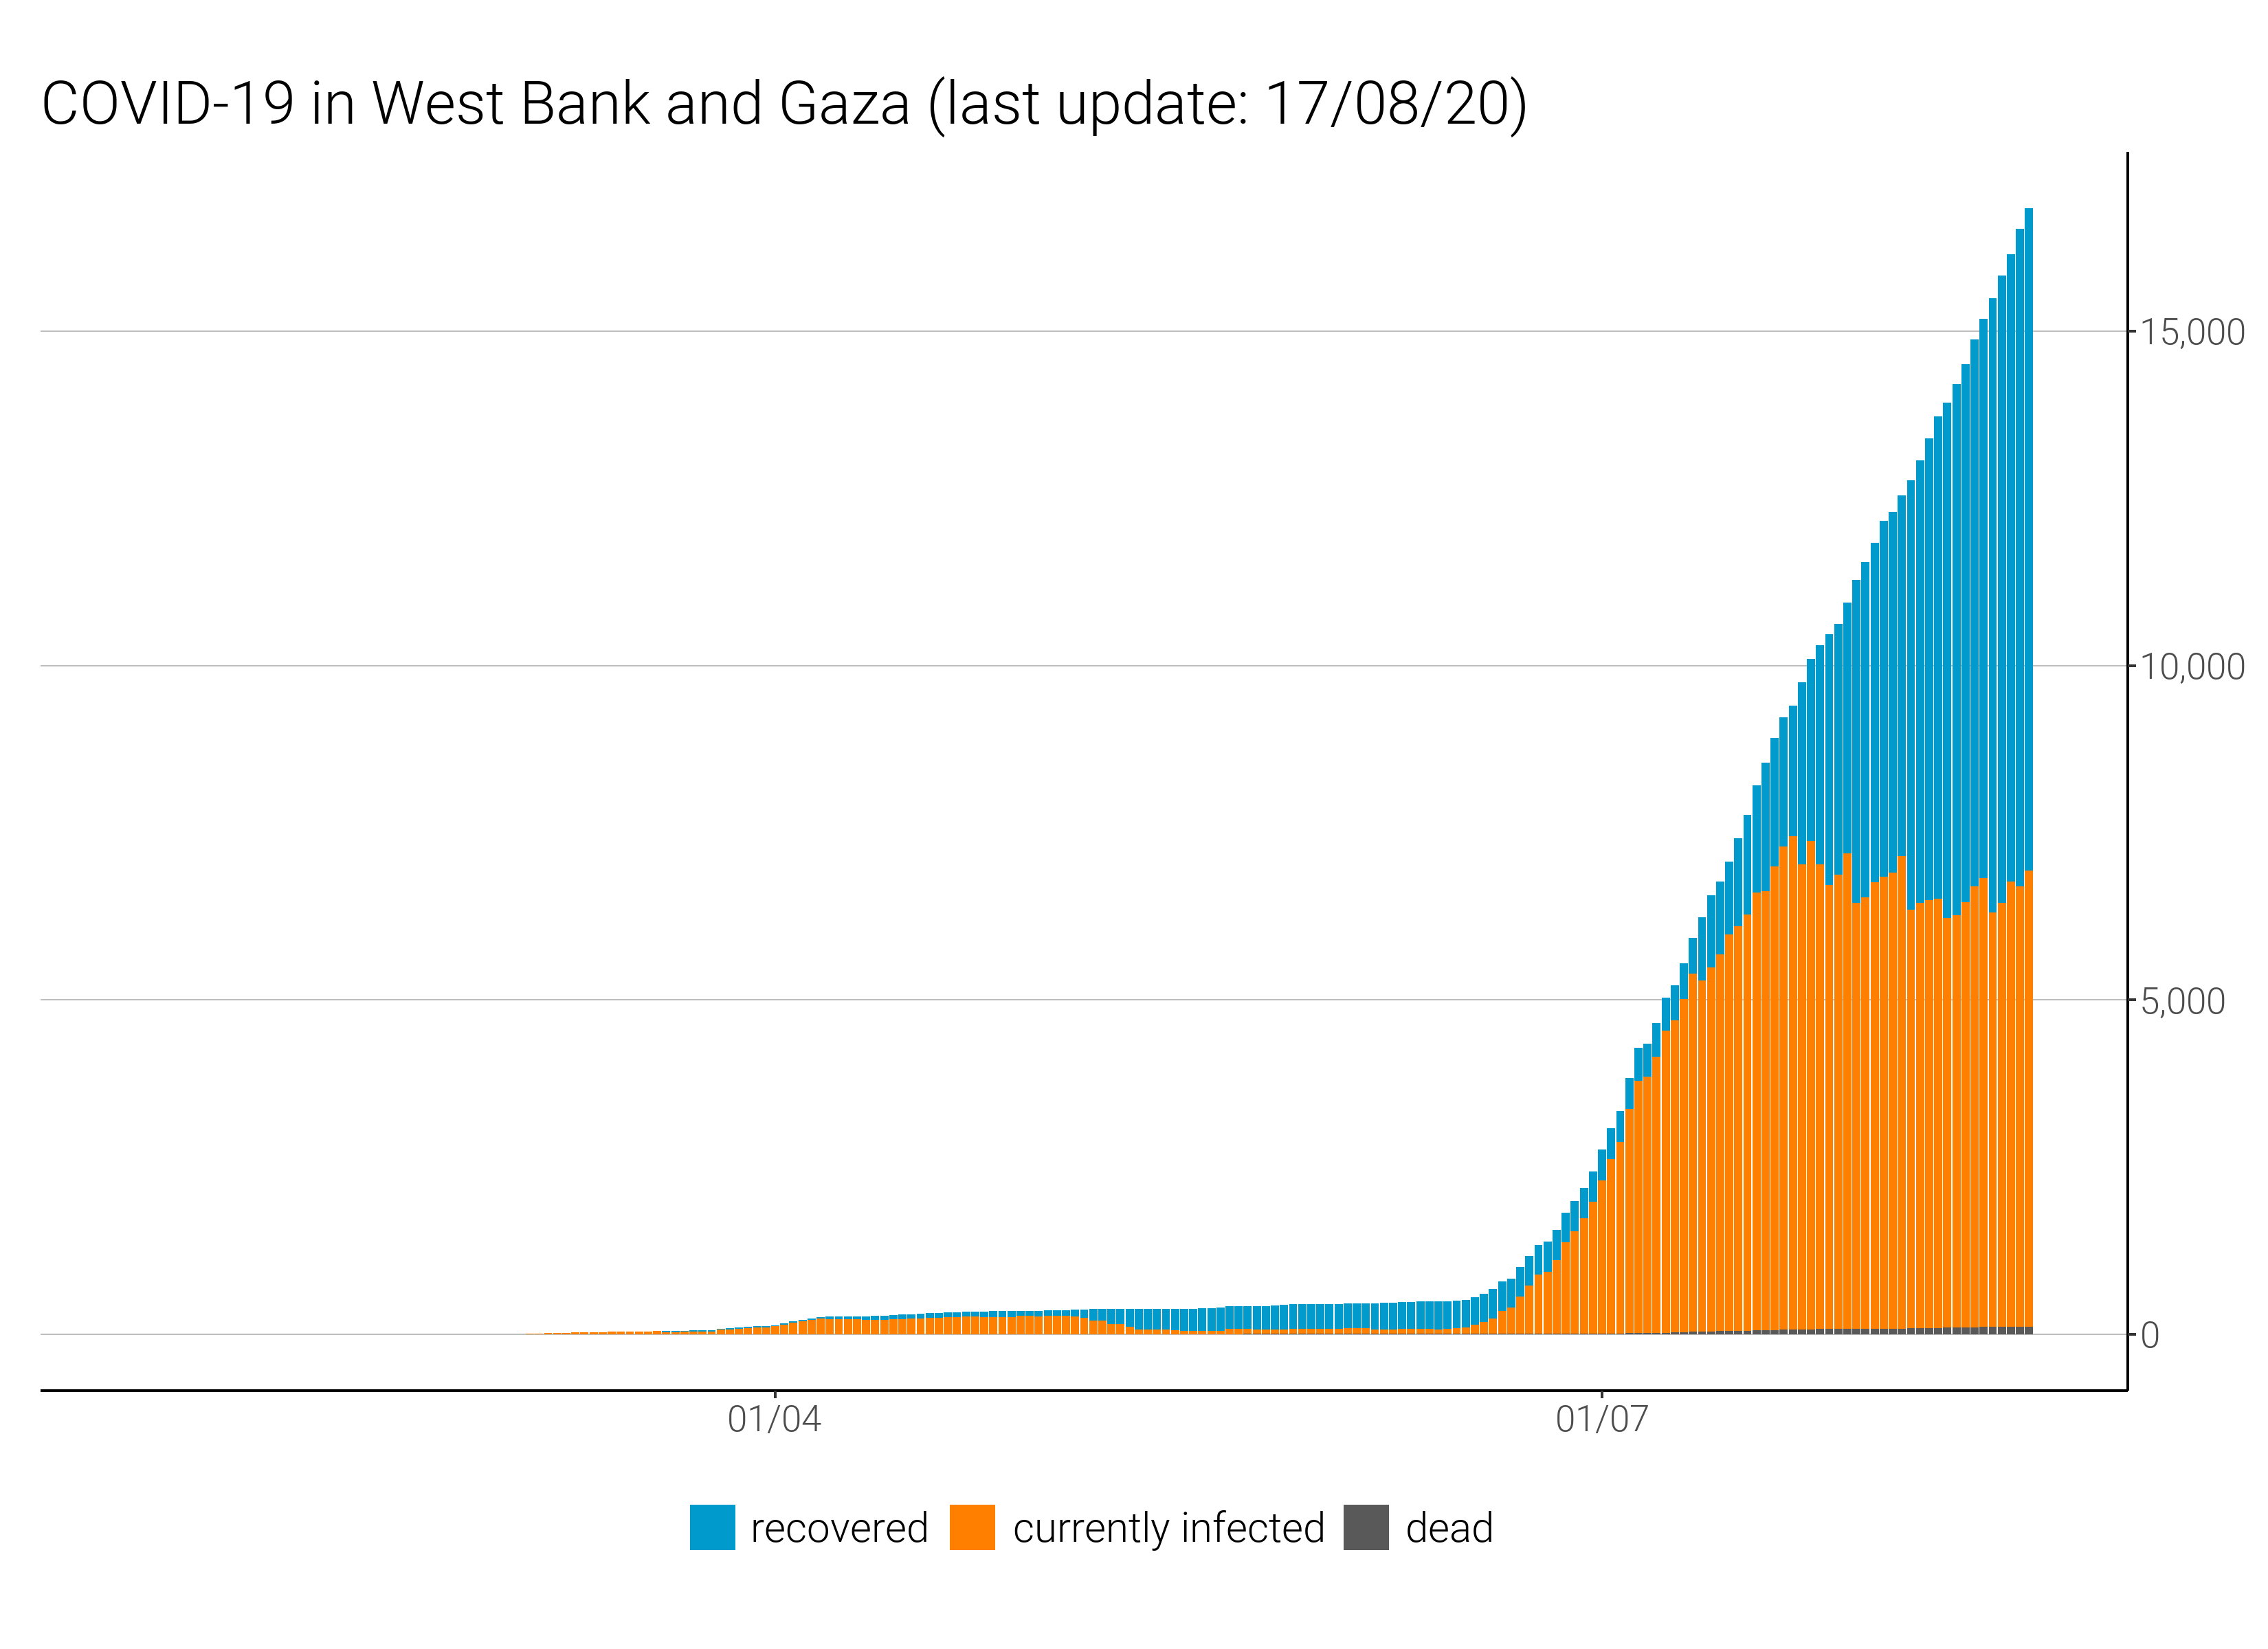 COVID-19 in West Bank and Gaza (last update: 17/08/20)
15,000
10,000
5,000
0
01/04 01/07
recovered currently infected dead